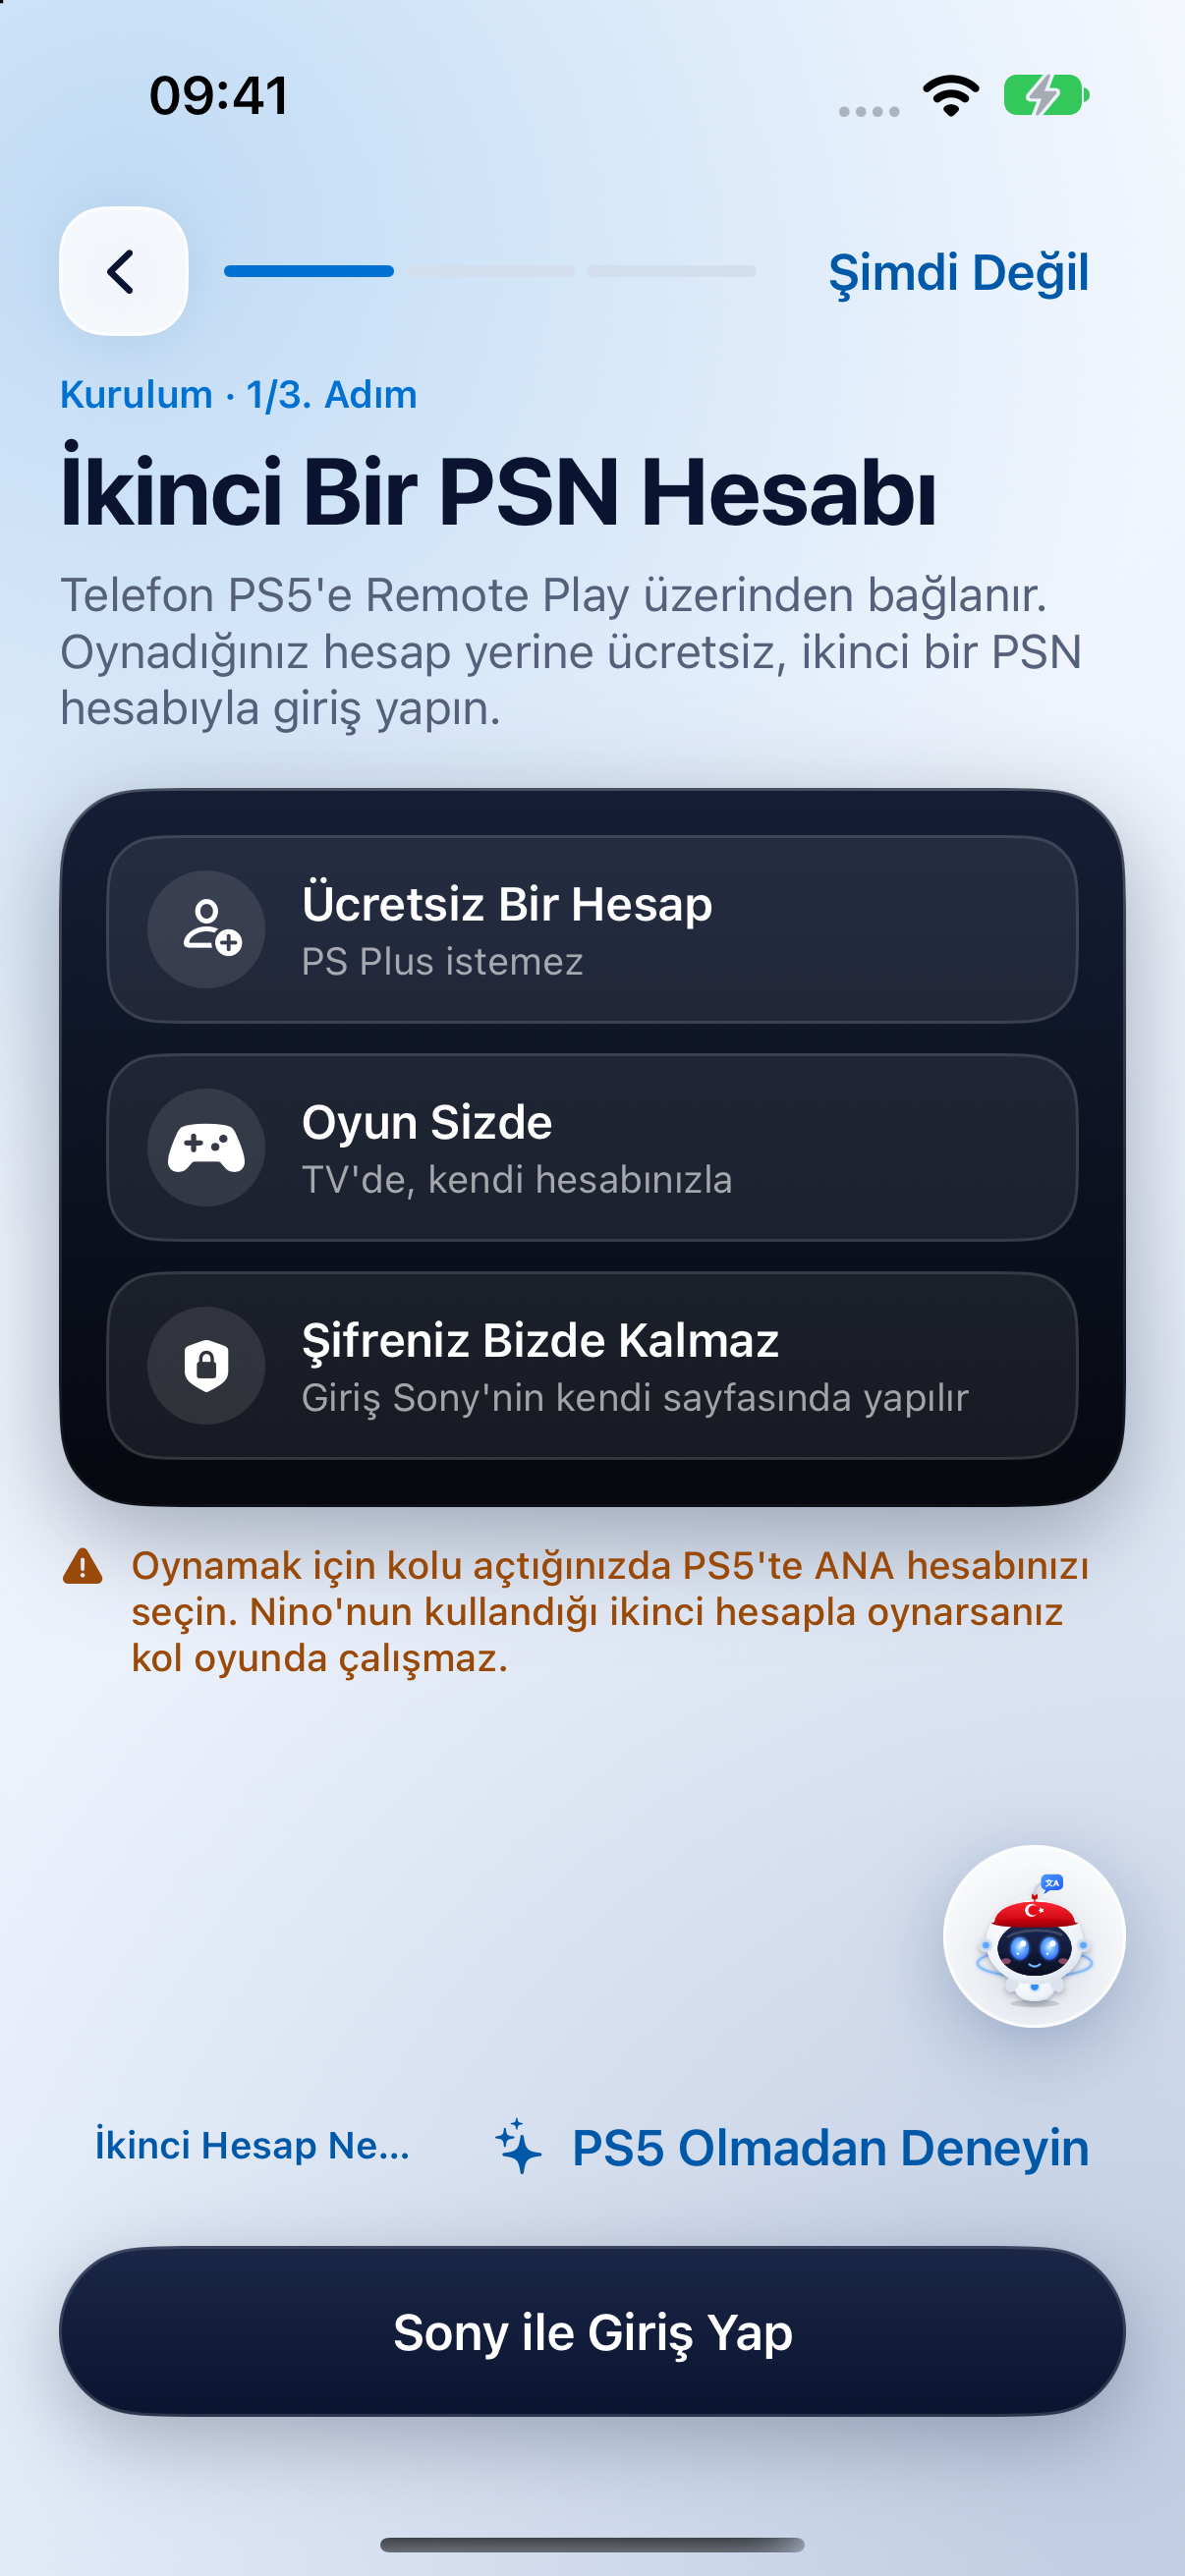 09:41
Şimdi Değil
Kurulum · 1/3. Adım
İkinci Bir PSN Hesabı
Telefon PS5'e Remote Play üzerinden bağlanır.
Oynadığınız hesap yerine ücretsiz, ikinci bir PSN
hesabıyla giriş yapın.
Ücretsiz Bir Hesap
PS Plus istemez
Oyun Sizde
TV'de, kendi hesabınızla
Şifreniz Bizde Kalmaz
Giriş Sony'nin kendi sayfasında yapılır
Oynamak için kolu açtığınızda PS5'te ANA hesabınızı
seçin. Nino'nun kullandığı ikinci hesapla oynarsanız
kol oyunda çalışmaz.
文A
İkinci Hesap Ne...
PS5 Olmadan Deneyin
Sony ile Giriş Yap